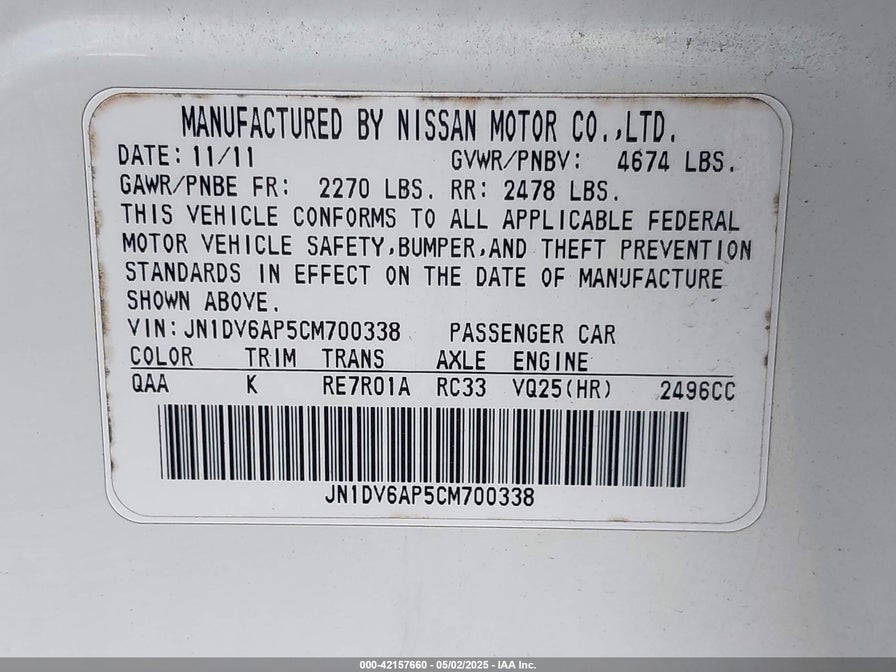 MANUFACTURED BY NISSAN MOTOR CO.,LTD.
DATE: 11/11 GVWR/PNBV: 4674 LBS.
GAWR/PNBE FR: 2270 LBS. RR: 2478 LBS.
THIS VEHICLE CONFORMS TO ALL APPLICABLE FEDERAL
MOTOR VEHICLE SAFETY,BUMPER,AND THEFT PREVENTION
STANDARDS IN EFFECT ON THE DATE OF MANUFACTURE
SHOWN ABOVE.
VIN: JN1DV6AP5CM700338 PASSENGER CAR
COLOR TRIM TRANS AXLE ENGINE
QAA K RE7R01A RC33 VQ25(HR) 2496CC
JN1DV6AP5CM700338
000-42157660 - 05/02/2025 - IAA Inc.